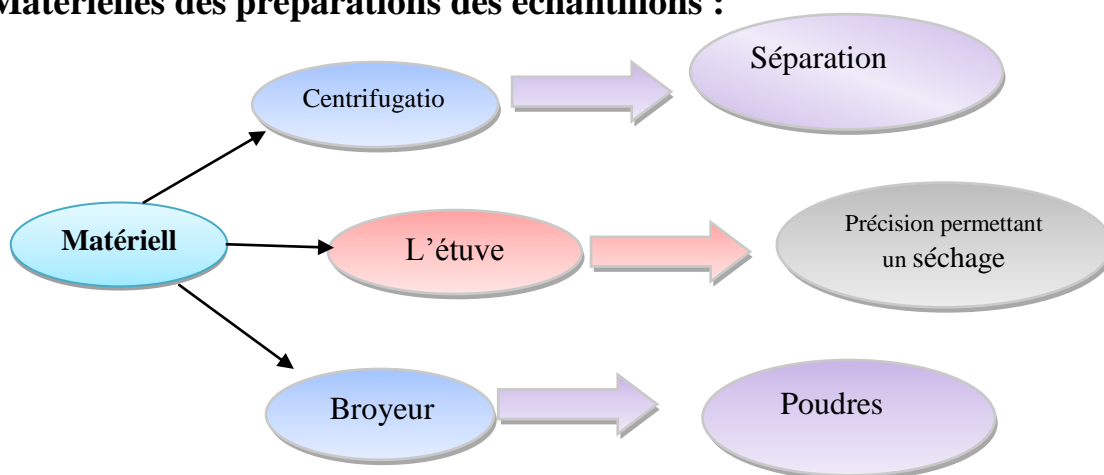 Matérielles des préparations des échantillons :
Centrifugatio
Séparation
Matériell
L'étuve
Précision permettant
un séchage
Broyeur
Poudres